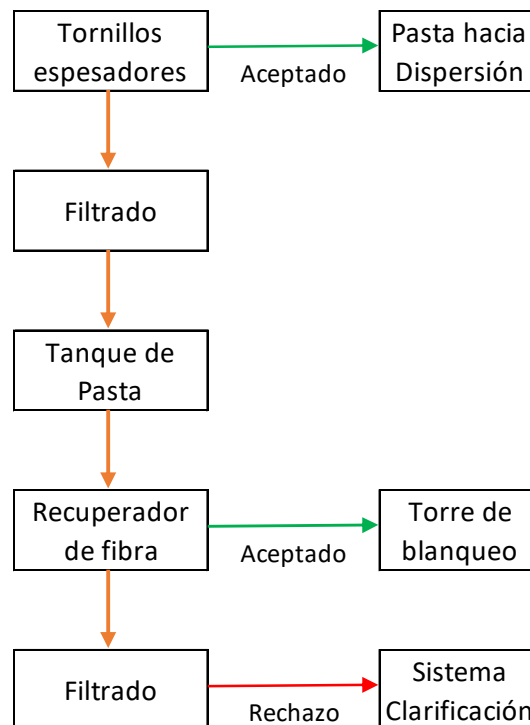 Tornillos
espesadores
Aceptado
Pasta hacia
Dispersión
Filtrado
Tanque de
Pasta
Recuperador
de fibra
Aceptado
Torre de
blanqueo
Filtrado
Rechazo
Sistema
Clarificación